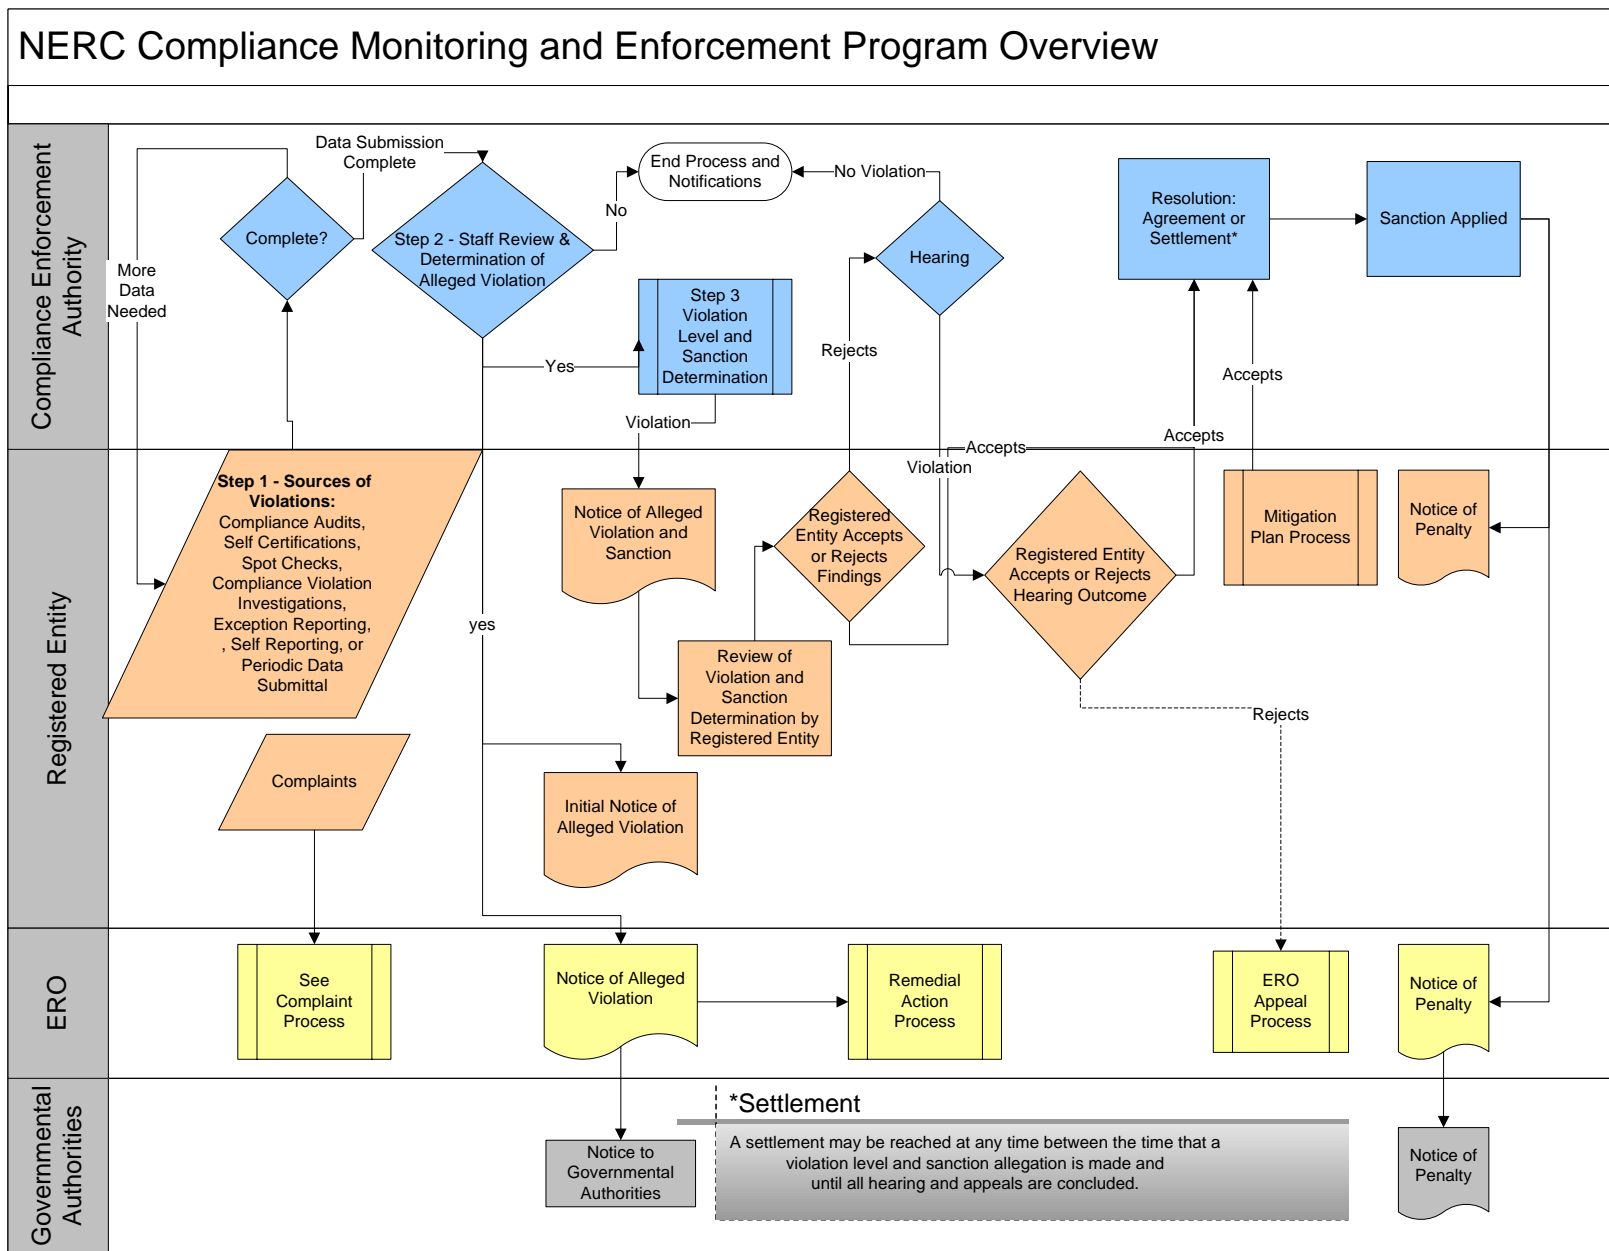 NERC Compliance Monitoring and Enforcement Program Overview
Compliance Enforcement
Authority
More
Data
Needed
Complete?
Data Submission
Complete
Step 2 - Staff Review &
Determination of
Alleged Violation
No
Yes
End Process and
Notifications
Step 3
Violation
Level and
Sanction
Determination
Violation
No Violation
Hearing
Rejects
Violation
Accepts
Accepts
Accepts
Resolution:
Agreement or
Settlement*
Sanction Applied
Registered Entity
Step 1 - Sources of
Violations:
Compliance Audits,
Self Certifications,
Spot Checks,
Compliance Violation
Investigations,
Exception Reporting,
, Self Reporting, or
Periodic Data
Submittal
Complaints
yes
Notice of Alleged
Violation and
Sanction
Review of
Violation and
Sanction
Determination by
Registered Entity
Initial Notice of
Alleged Violation
Registered
Entity Accepts
or Rejects
Findings
Registered Entity
Accepts or Rejects
Hearing Outcome
Rejects
Mitigation
Plan Process
Notice of
Penalty
ERO
See
Complaint
Process
Notice of Alleged
Violation
Remedial
Action
Process
ERO
Appeal
Process
Notice of
Penalty
Governmental
Authorities
Notice to
Governmental
Authorities
*Settlement
A settlement may be reached at any time between the time that a
violation level and sanction allegation is made and
until all hearing and appeals are concluded.
Notice of
Penalty